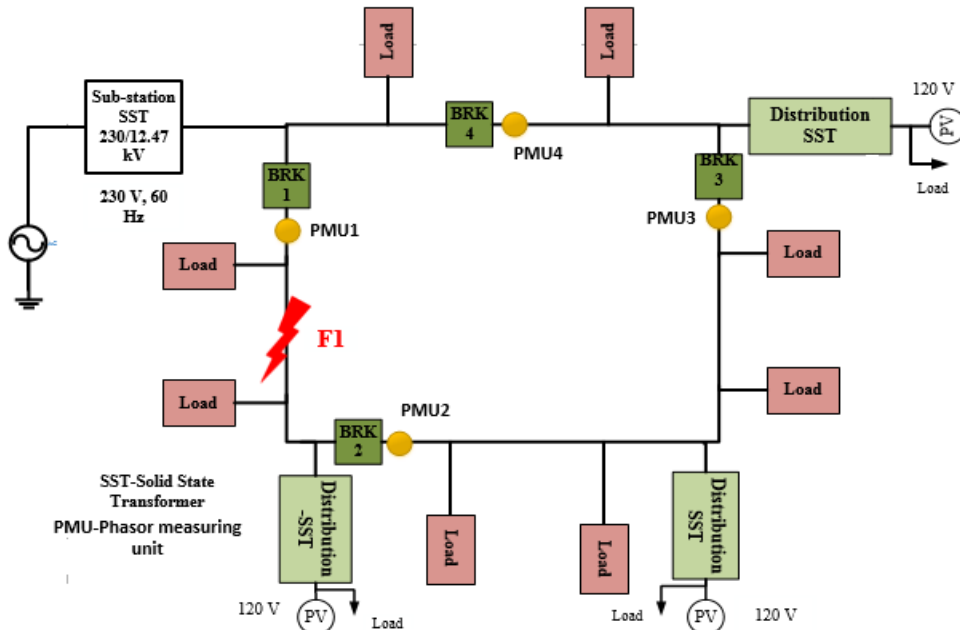 Load
Load
Sub-station
SST
230/12.47
kV
230 V, 60
Hz
BRK
4
PMU4
Distribution
SST
120 V
PV
Load
BRK
1
PMU1
BRK
3
PMU3
Load
Load
F1
Load
Load
BRK
2
PMU2
SST-Solid State
Transformer
PMU-Phasor measuring
unit
Distribution
-SST
Load
Load
Distribution
SST
120 V
PV
Load
Load
PV
120 V